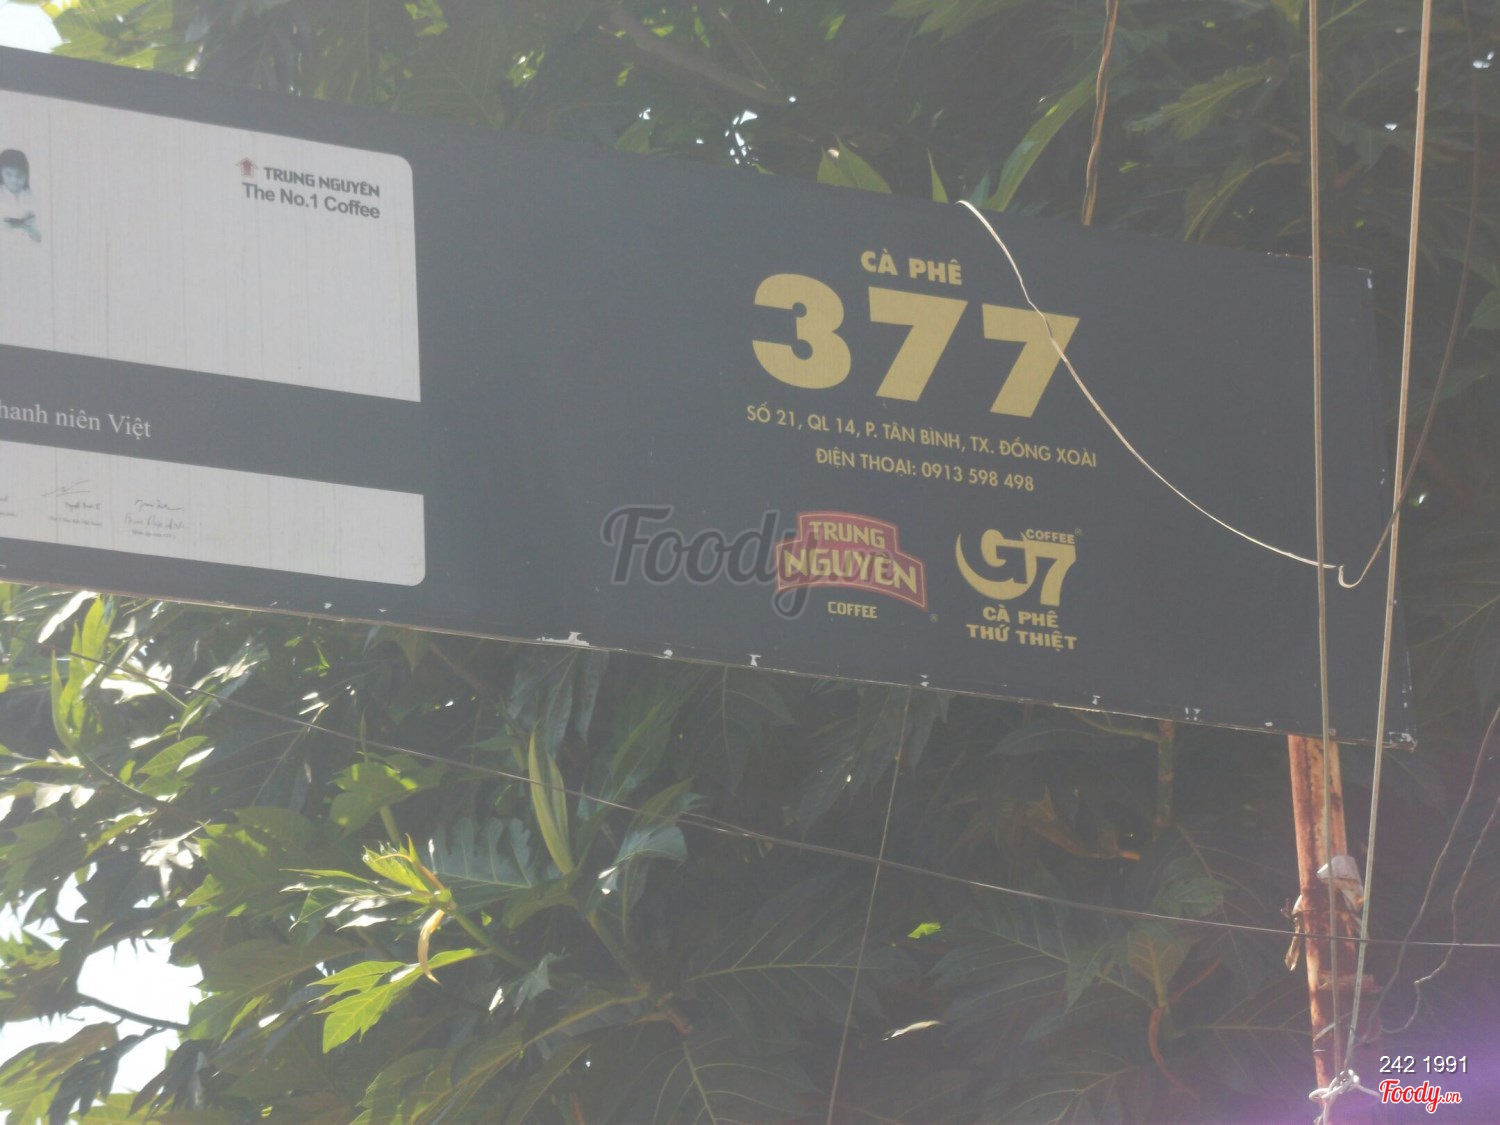 TRUNG NGUYÊN
The No.1 Coffee
hanh niên Việt
CÀ PHÊ
377
SỐ 21, QL 14, P. TÂN BÌNH, TX. ĐỒNG XOÀI
ĐIỆN THOẠI: 0913 598 498
TRUNG
NGUYÊN
COFFEE
COFFEE
G7
CÀ PHÊ
THỨ THIỆT
Foody.vn
242 1991
Foody.vn